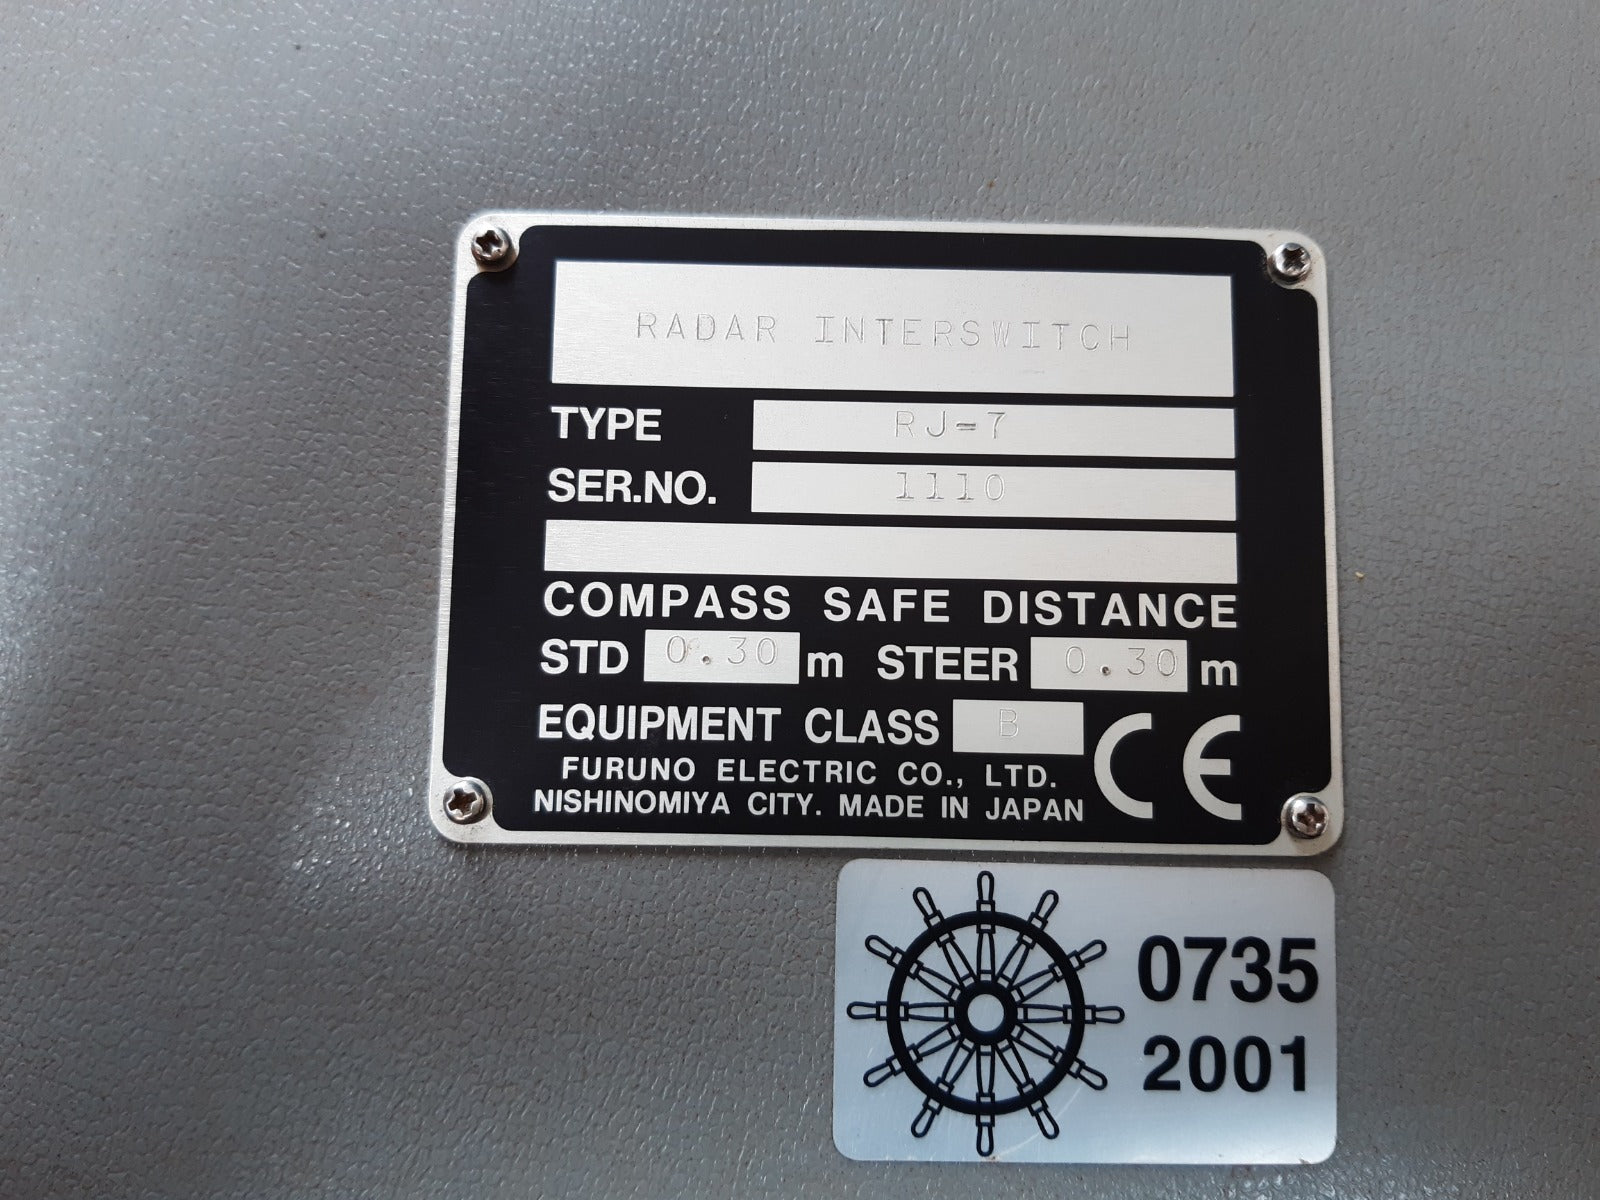 RADAR INTERSWITCH
TYPE RJ-7
SER.NO. 1110
COMPASS SAFE DISTANCE
STD 0.30 m STEER 0.30 m
EQUIPMENT CLASS B
FURUNO ELECTRIC CO., LTD.
NISHINOMIYA CITY. MADE IN JAPAN
CE
0735
2001